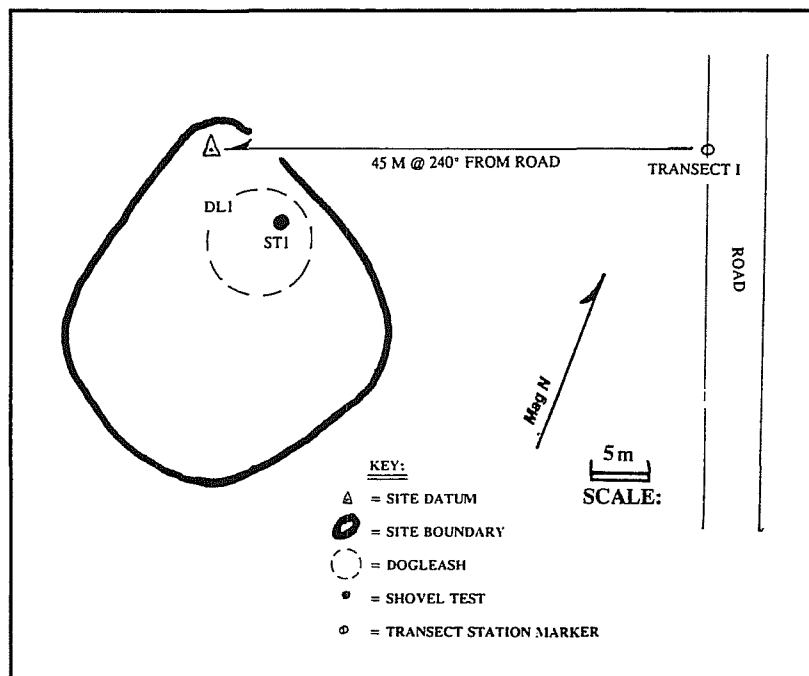 45 M @ 240° FROM ROAD
TRANSECT I
DL1
ST1
ROAD
Mag N
5 m
SCALE:
KEY:
= SITE DATUM
= SITE BOUNDARY
= DOGLEASH
= SHOVEL TEST
= TRANSECT STATION MARKER